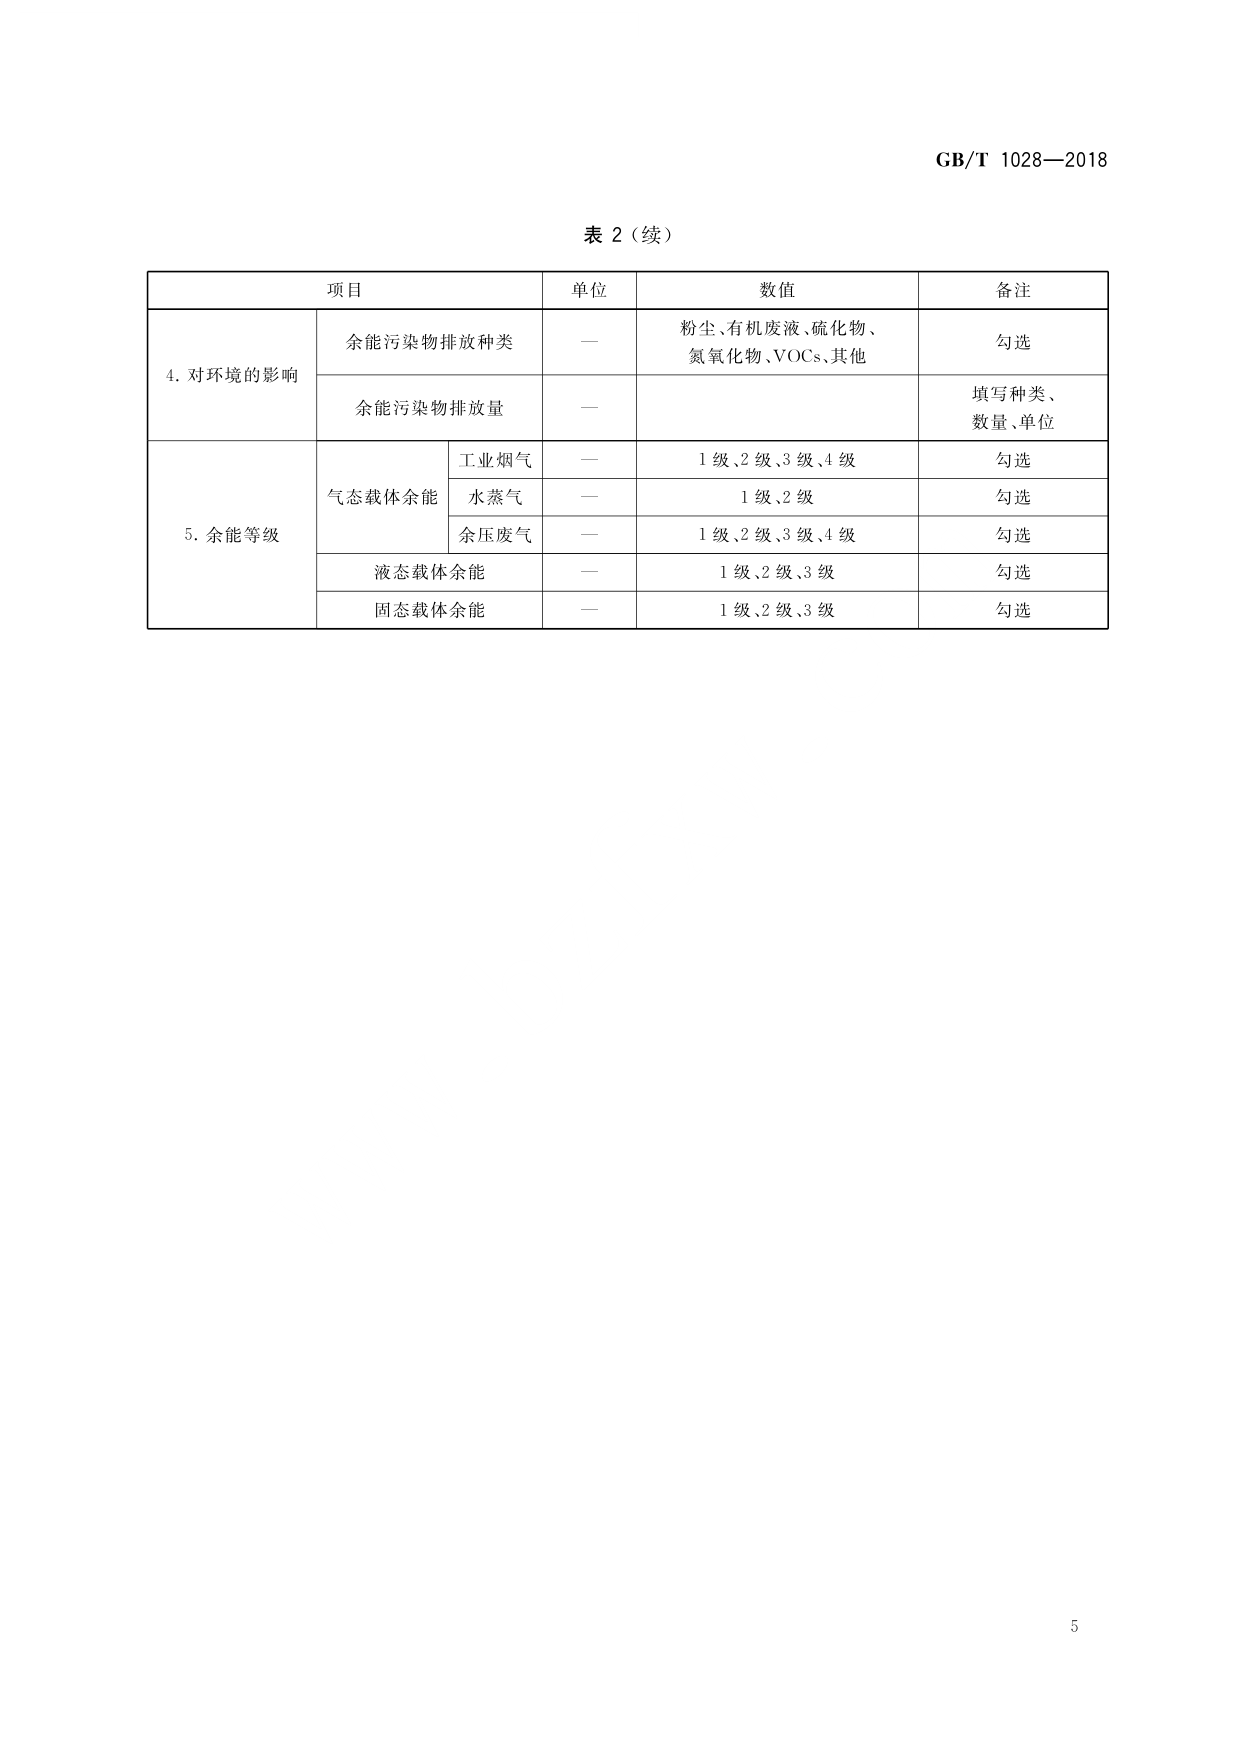 GB/T 1028—2018
表 2（续）
项目 单位 数值 备注
4. 对环境的影响 余能污染物排放种类 — 粉尘、有机废液、硫化物、
氮氧化物、VOCs、其他 勾选
余能污染物排放量 — 填写种类、
数量、单位
5. 余能等级 气态载体余能 工业烟气 — 1 级、2 级、3 级、4 级 勾选
水蒸气 — 1 级、2 级 勾选
余压废气 — 1 级、2 级、3 级、4 级 勾选
液态载体余能 — 1 级、2 级、3 级 勾选
固态载体余能 — 1 级、2 级、3 级 勾选
5